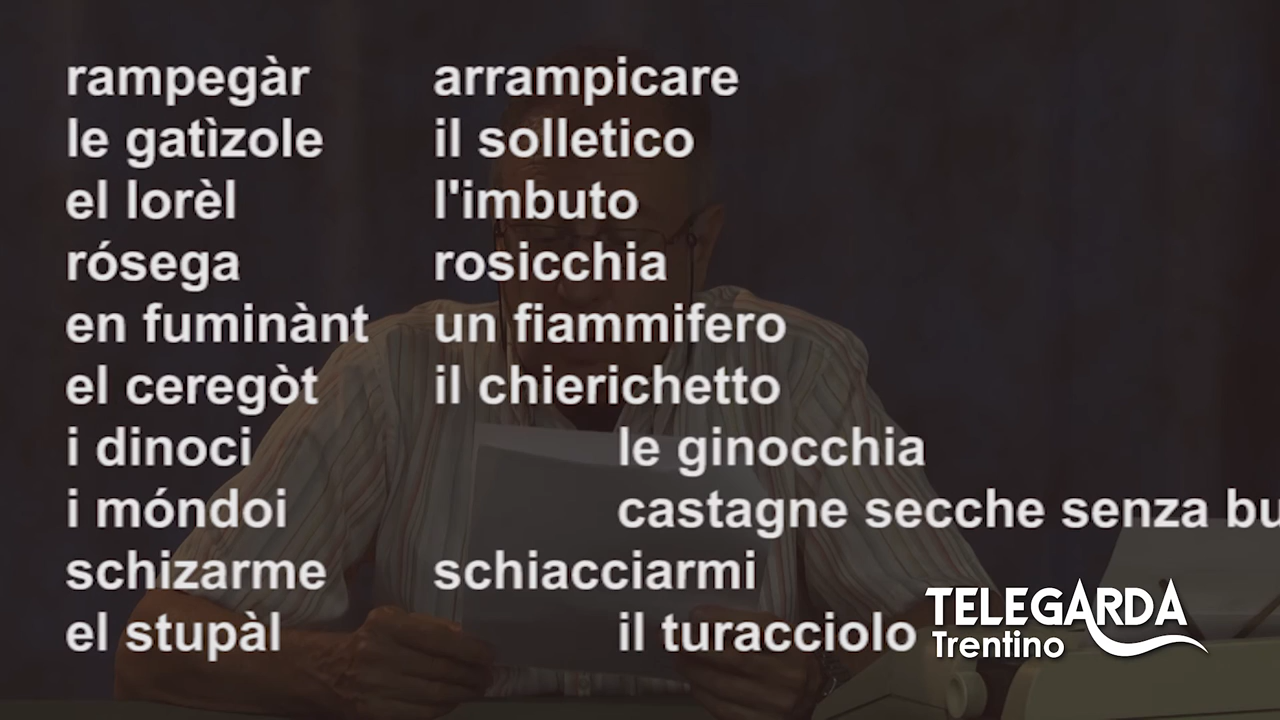 rampegàr arrampicare
le gatìzole il solletico
el lorèl l'imbuto
rósega rosicchia
en fuminànt un fiammifero
el ceregòt il chierichetto
i dinoci le ginocchia
i móndoi castagne secche senza
schizarme schiacciarmi
el stupàl il turacciolo
TELEGARDA
Trentino